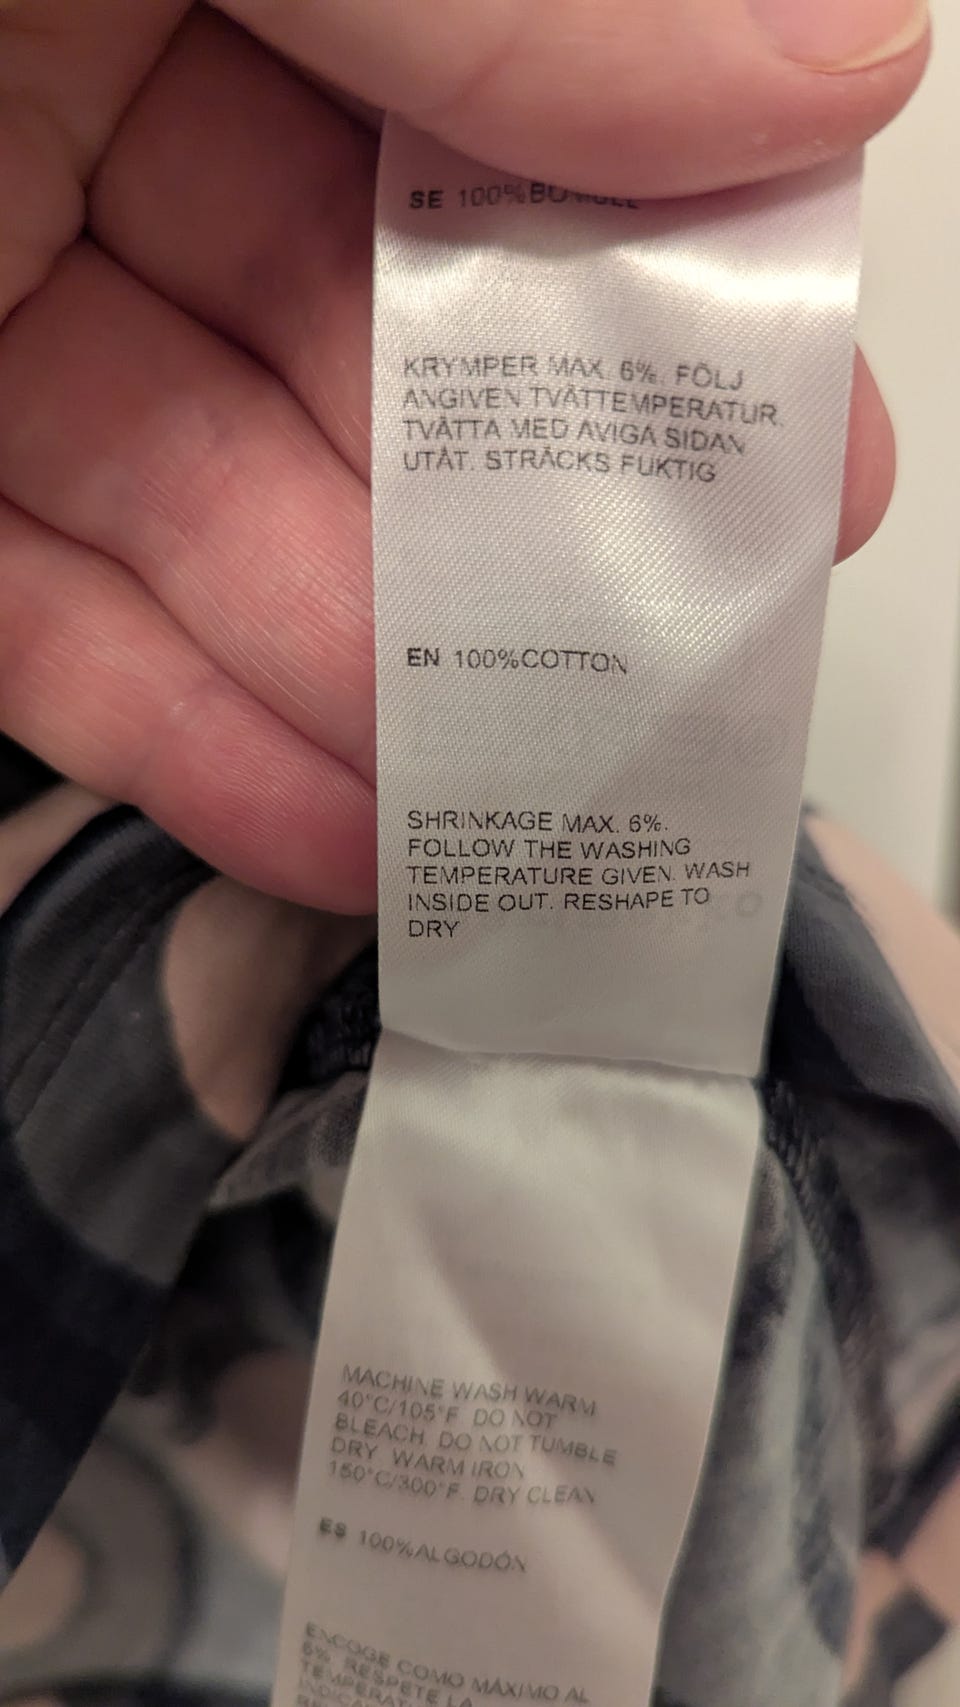 SE 100%BOMULL
KRYMPER MAX. 6%. FÖLJ
ANGIVEN TVÄTTEMPERATUR.
TVÄTTA MED AVIGA SIDAN
UTÅT. STRÄCKS FUKTIG
EN 100%COTTON
SHRINKAGE MAX. 6%.
FOLLOW THE WASHING
TEMPERATURE GIVEN. WASH
INSIDE OUT. RESHAPE TO
DRY
MACHINE WASH WARM
40°C/105°F. DO NOT
BLEACH. DO NOT TUMBLE
DRY. WARM IRON
150°C/300°F. DRY CLEAN
ES 100%ALGODÓN
ENCOGE COMO MÁXIMO AL
6%. RESPETE LA